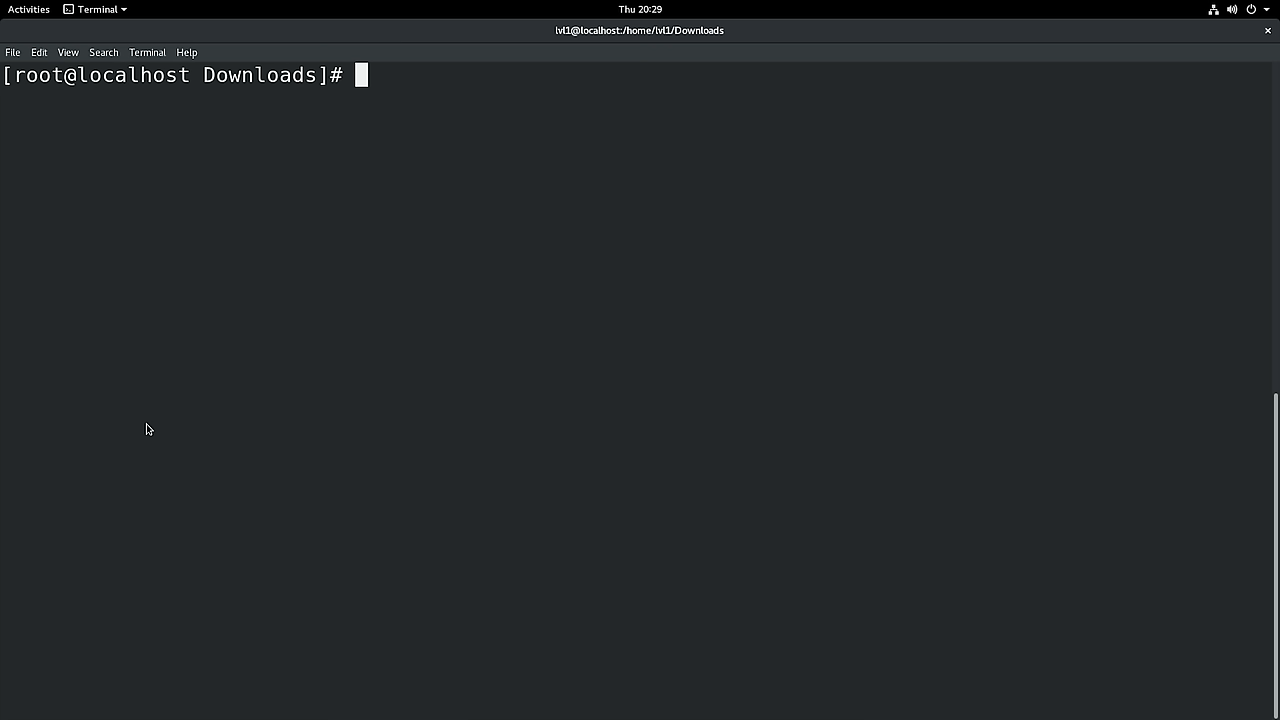 Activities Terminal Thu 20:29
lvl1@localhost:/home/lvl1/Downloads ×
File Edit View Search Terminal Help
[root@localhost Downloads]#